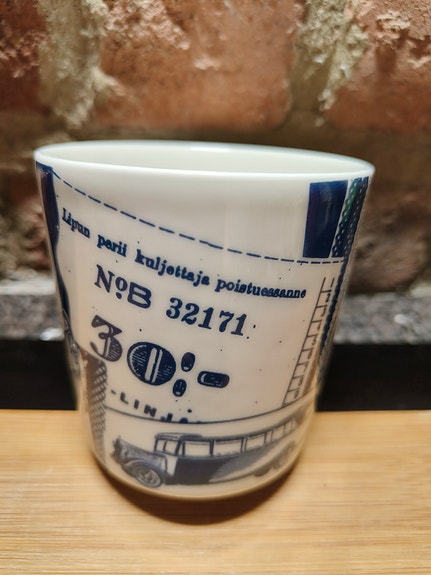 Lipun perii kuljettaja poistuessanne
NoB 32171
30:-
-LINJA